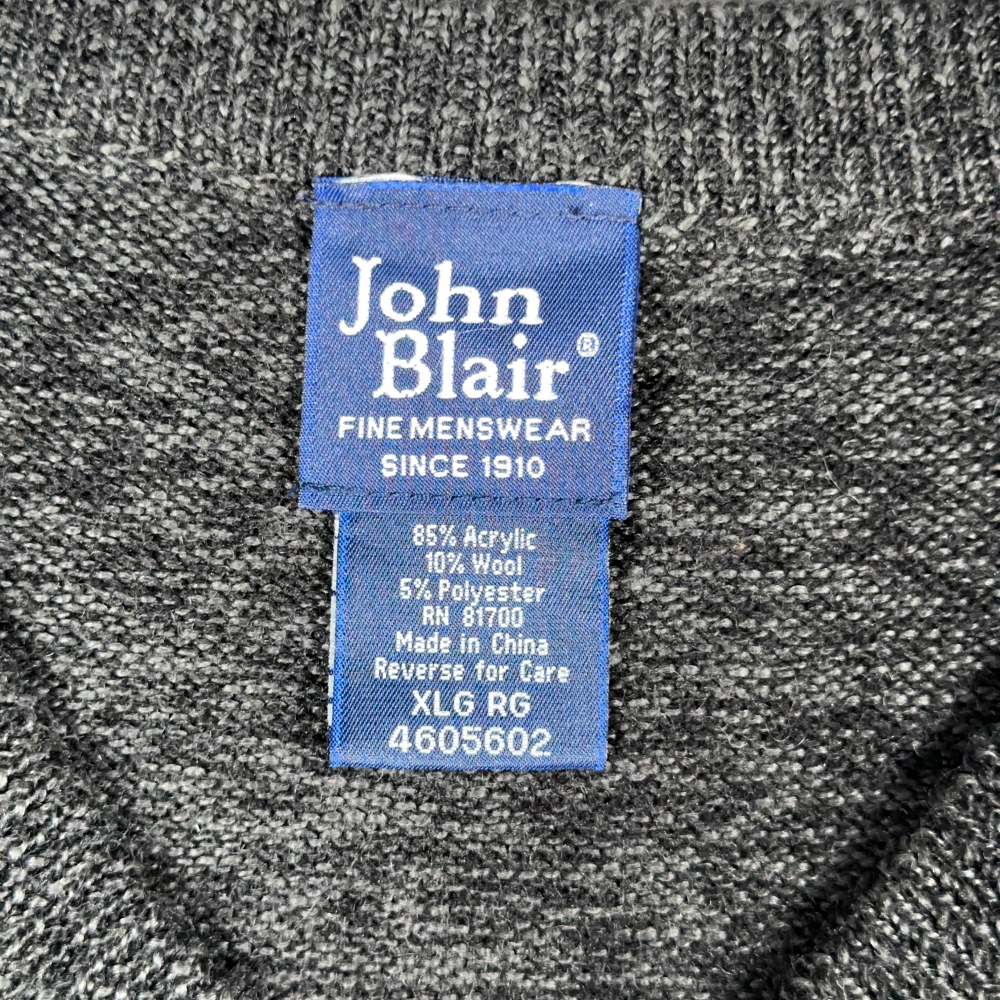 John
Blair®
FINE MENSWEAR
SINCE 1910
85% Acrylic
10% Wool
5% Polyester
RN 81700
Made in China
Reverse for Care
XLG RG
4605602